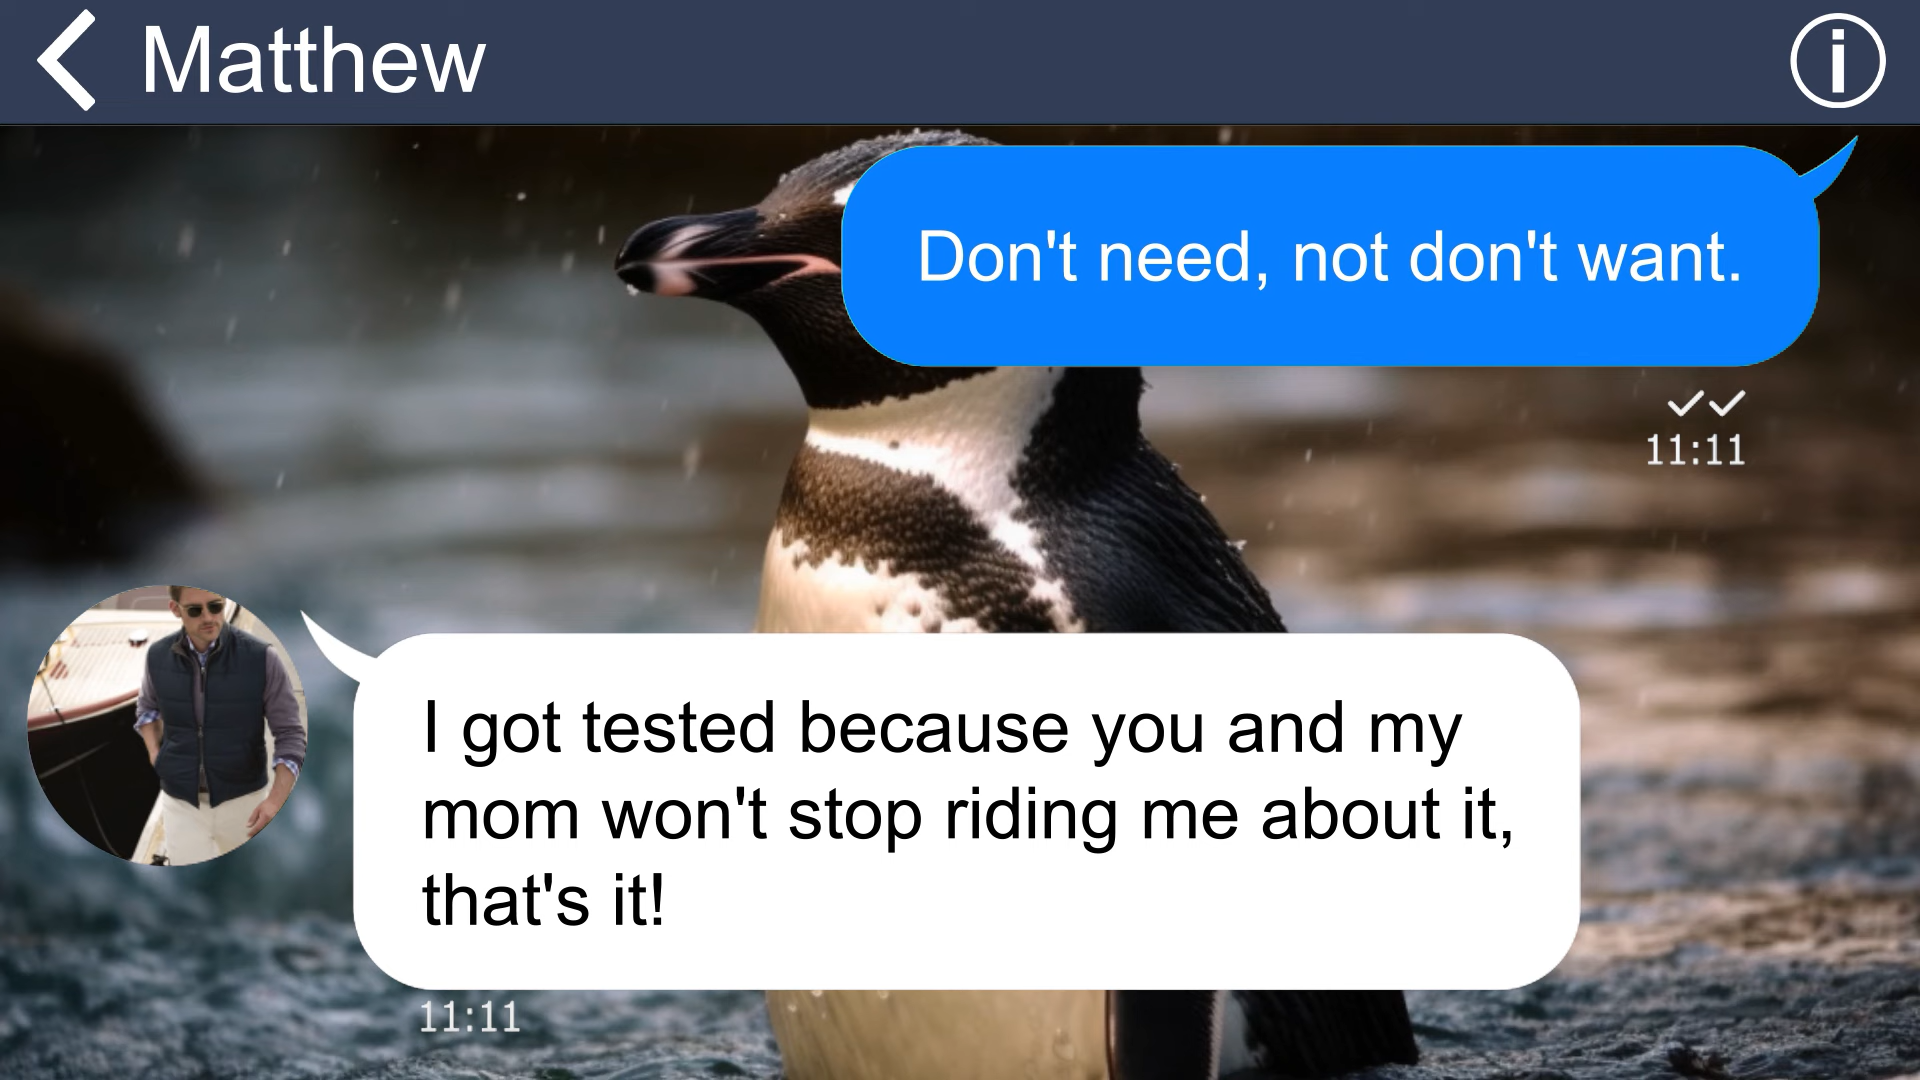 Matthew
Don't need, not don't want.
11:11
I got tested because you and my
mom won't stop riding me about it,
that's it!
11:11